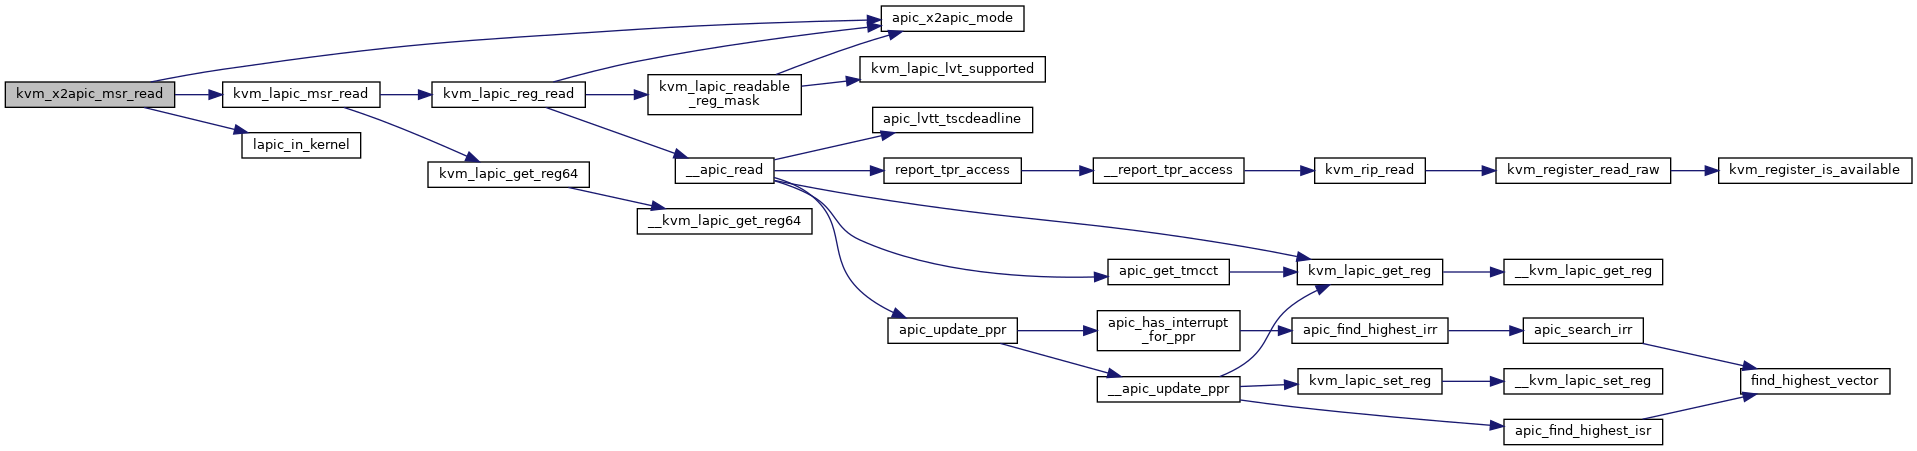 kvm_x2apic_msr_read
kvm_lapic_msr_read
lapic_in_kernel
kvm_lapic_reg_read
kvm_lapic_get_reg64
__kvm_lapic_get_reg64
kvm_lapic_readable
_reg_mask
__apic_read
apic_x2apic_mode
kvm_lapic_lvt_supported
apic_lvtt_tscdeadline
report_tpr_access
__report_tpr_access
kvm_rip_read
kvm_register_read_raw
kvm_register_is_available
apic_get_tmcct
kvm_lapic_get_reg
__kvm_lapic_get_reg
apic_update_ppr
apic_has_interrupt
_for_ppr
apic_find_highest_irr
apic_search_irr
__apic_update_ppr
kvm_lapic_set_reg
__kvm_lapic_set_reg
find_highest_vector
apic_find_highest_isr